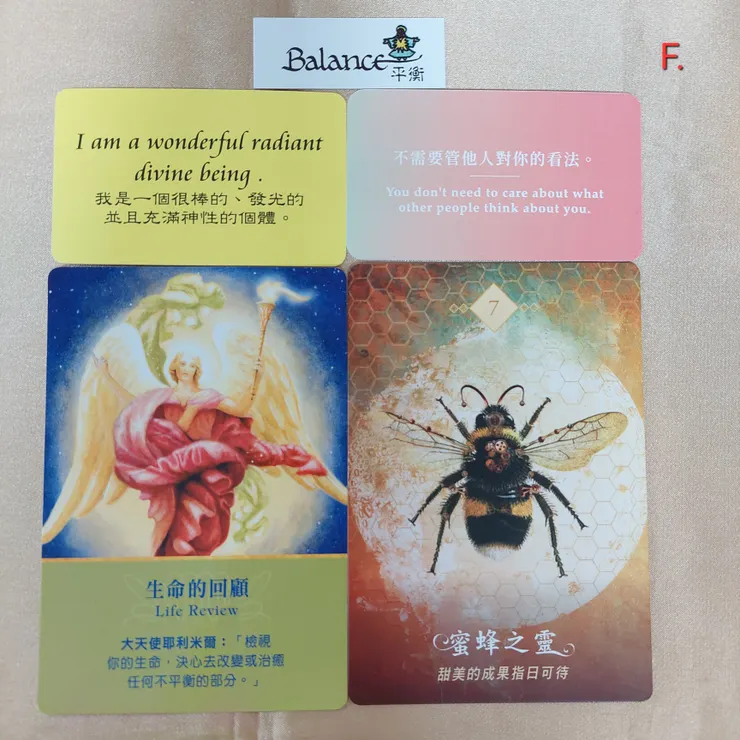 Balance
平衡
F.
I am a wonderful radiant
divine being .
我是一個很棒的、發光的
並且充滿神性的個體。
不需要管他人對你的看法。
You don't need to care about what
other people think about you.
生命的回顧
Life Review
大天使耶利米爾：「檢視
你的生命，決心去改變或治癒
任何不平衡的部分。」
7
蜜蜂之靈
甜美的成果指日可待